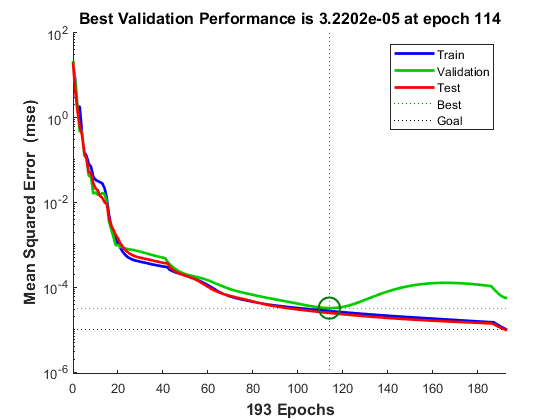 Best Validation Performance is 3.2202e-05 at epoch 114
Mean Squared Error (mse)
10^2
10^0
10^-2
10^-4
10^-6
Train
Validation
Test
Best
Goal
0 20 40 60 80 100 120 140 160 180
193 Epochs